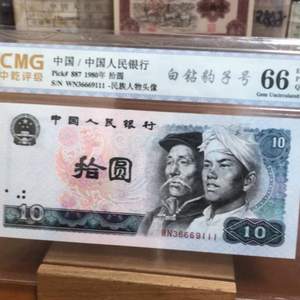 CMG
中乾评级
中国/中国人民银行
Pick# 887 1980年 拾圆
S/N WN36669111 -民族人物头像
白钻豹子号
66
Gem Uncirculated
中国人民银行
10
拾圆
10
10
WN36669111